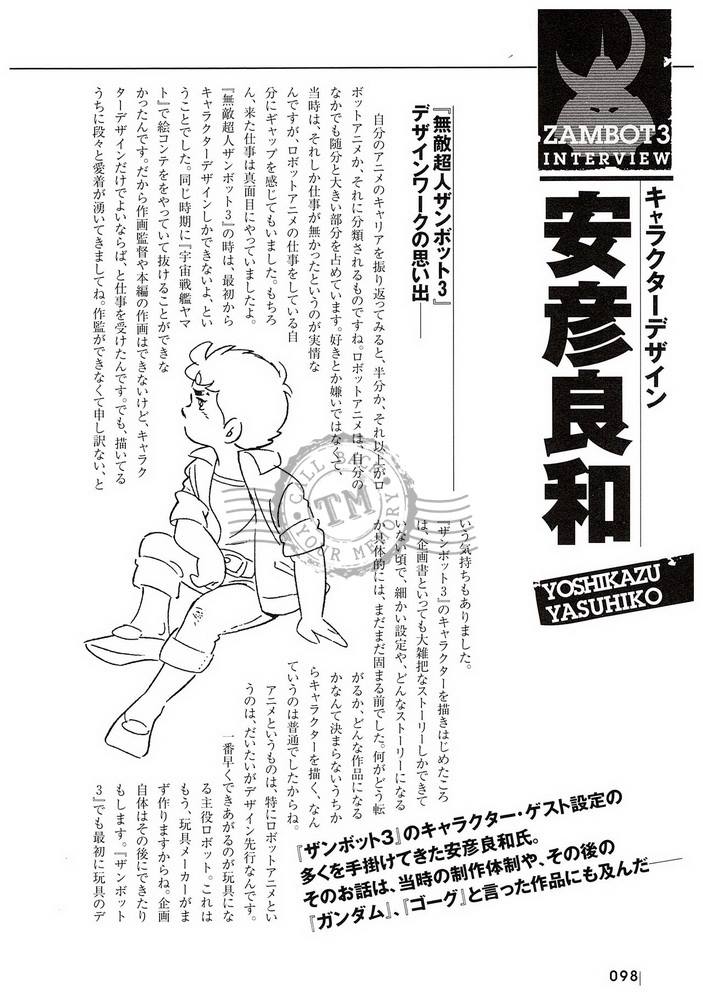 ZAMBOT3
INTERVIEW
キャラクターデザイン
安彦良和
YOSHIKAZU
YASUHIKO
『無敵超人ザンボット3』
デザインワークの思い出──
自分のアニメのキャリアを振り返ってみると、半分か、それ以上がロ
ボットアニメか、それに分類されるものですね。ロボットアニメは、自分の
なかでも随分と大きい部分を占めています。好きとか嫌いではなくて
当時は、それしか仕事が無かったというのが実情な
んですが、ロボットアニメの仕事をしている自
分にギャップを感じてもいました。もちろ
ん、来た仕事は真面目にやっていましたよ。
『無敵超人ザンボット3』の時は、最初から
キャラクターデザインしかできないよ、とい
うことでした。同じ時期に『宇宙戦艦ヤマ
ト』で絵コンテををやっていて抜けることができな
かったんです。だから作画監督や本編の作画はできないけど、キャラク
ターデザインだけでよいならば、と仕事を受けたんです。でも、描いてる
うちに段々と愛着が湧いてきましてね。作監ができなくて申し訳ない、と
いう気持ちもありました。
『ザンボット3』のキャラクターを描きはじめたころ
は、企画書といっても大雑把なストーリーしかできて
いない頃で、細かい設定や、どんなストーリーになる
か具体的には、まだまだ固まる前でした。何がどう転
がるか、どんな作品になる
かなんて決まらないうちか
らキャラクターを描く、なん
ていうのは普通でしたからね。
アニメというものは、特にロボットアニメとい
うのは、だいたいがデザイン先行なんです。
一番早くできあがるのが玩具にな
る主役ロボット。これは
もう、玩具メーカーがま
ず作りますからね。企画
自体はその後にできたり
もします。『ザンボット
3』でも最初に玩具のデ
『ザンボット3』のキャラクター・ゲスト設定の
多くを手掛けてきた安彦良和氏。
そのお話は、当時の制作体制や、その後の
『ガンダム』、『ゴーグ』と言った作品にも及んだ──
CALL BACK
TM
YOUR MEMORY
098